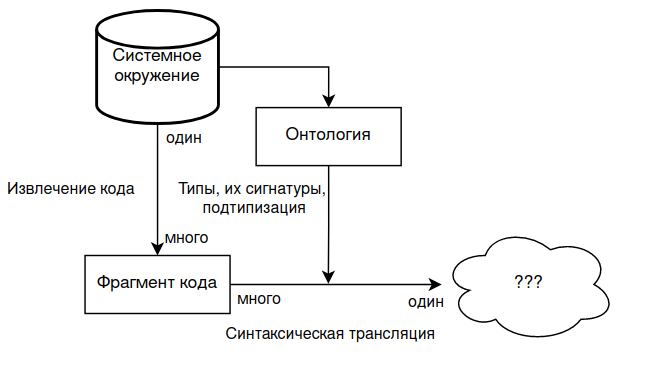 Системное
окружение
один
Онтология
Извлечение кода
Типы, их сигнатуры,
подтипизация
много
Фрагмент кода
много
один
???
Синтаксическая трансляция